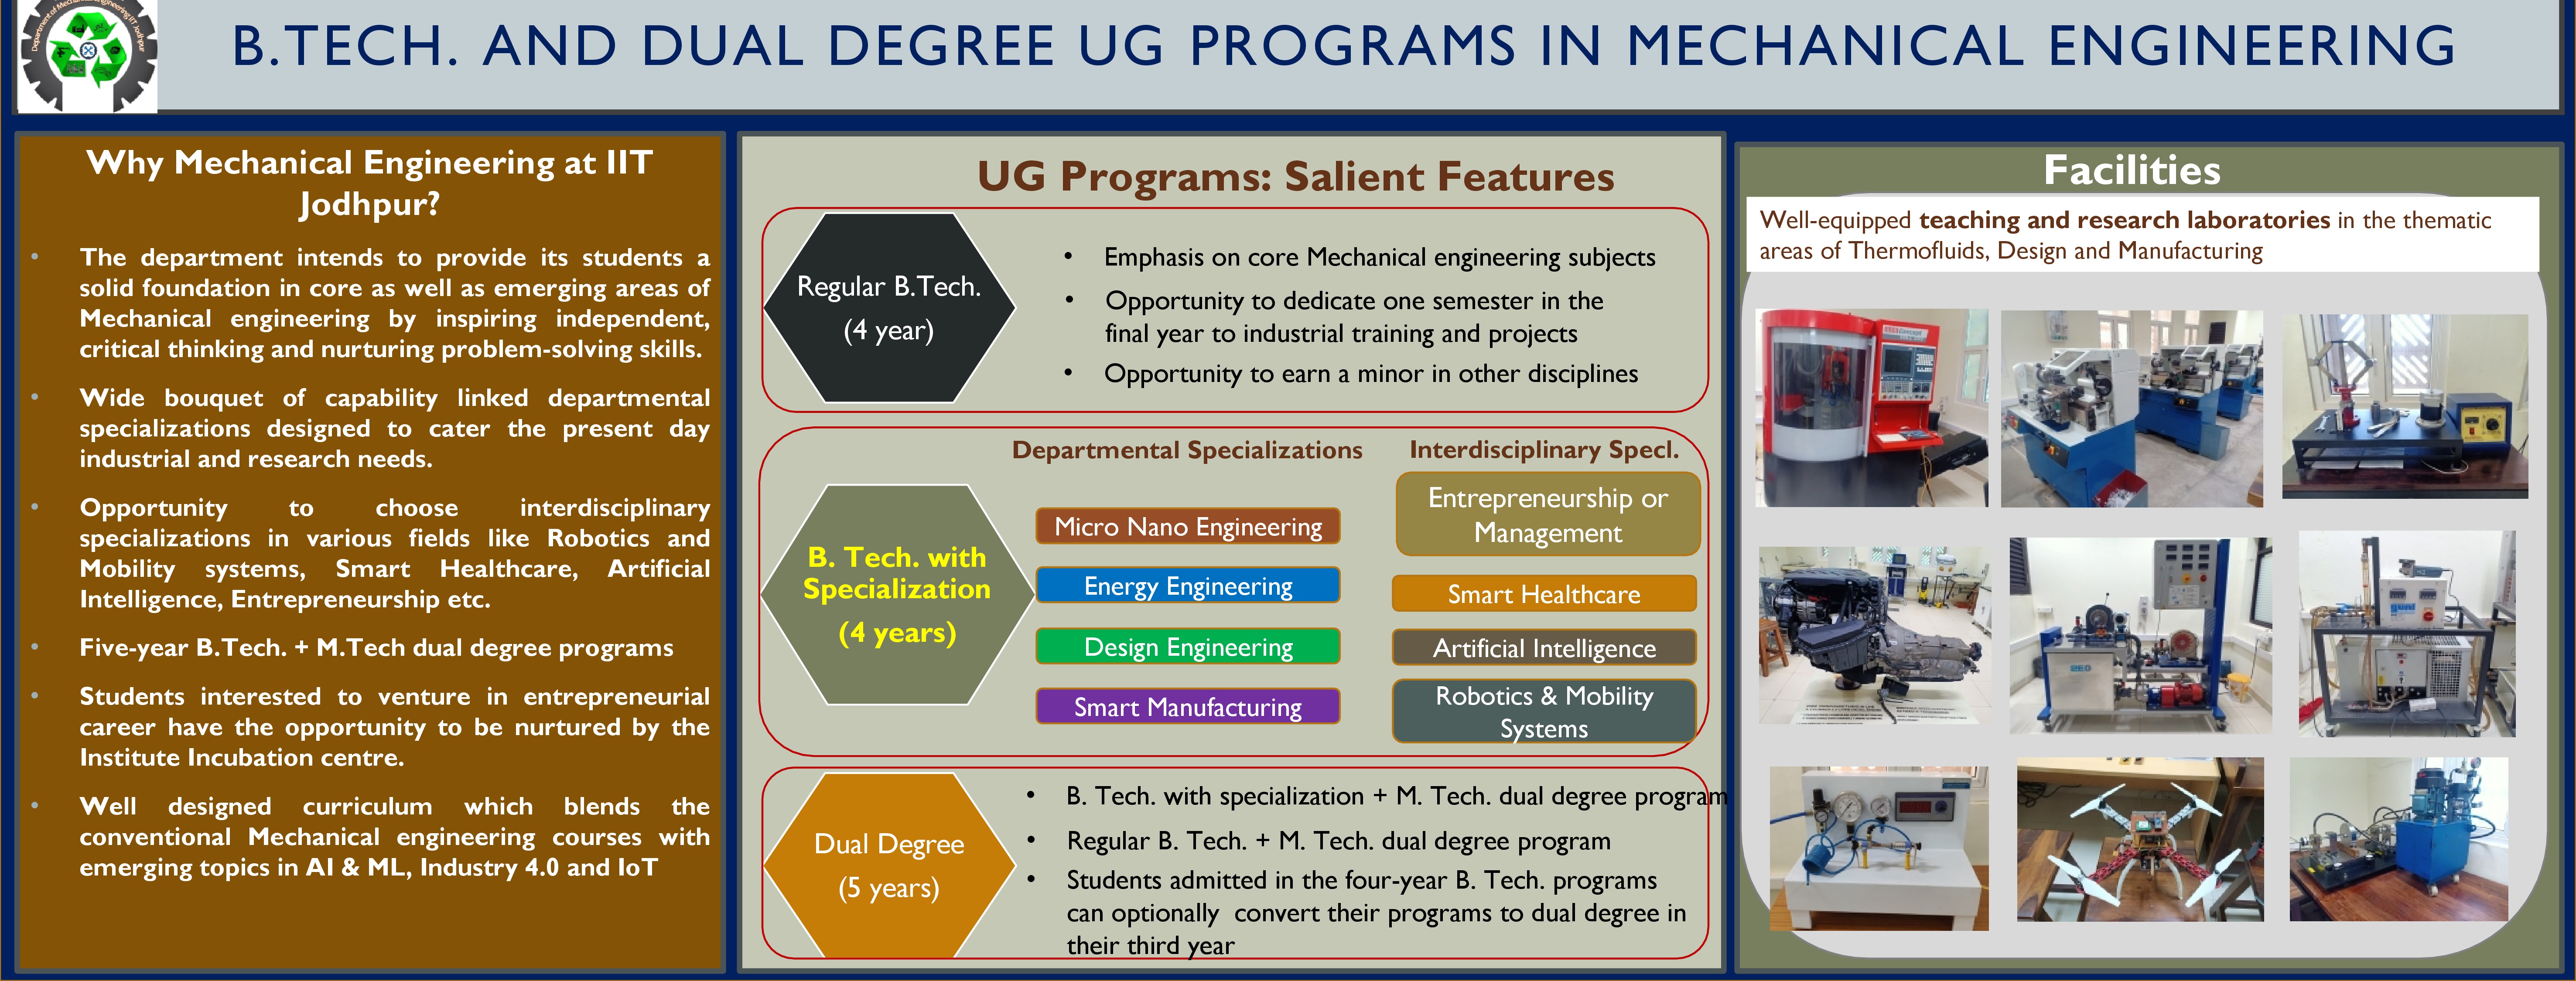 Department of Mechanical Engineering IIT Jodhpur
B.TECH. AND DUAL DEGREE UG PROGRAMS IN MECHANICAL ENGINEERING
Why Mechanical Engineering at IIT
Jodhpur?
• The department intends to provide its students a
solid foundation in core as well as emerging areas of
Mechanical engineering by inspiring independent,
critical thinking and nurturing problem-solving skills.
• Wide bouquet of capability linked departmental
specializations designed to cater the present day
industrial and research needs.
• Opportunity to choose interdisciplinary
specializations in various fields like Robotics and
Mobility systems, Smart Healthcare, Artificial
Intelligence, Entrepreneurship etc.
• Five-year B.Tech. + M.Tech dual degree programs
• Students interested to venture in entrepreneurial
career have the opportunity to be nurtured by the
Institute Incubation centre.
• Well designed curriculum which blends the
conventional Mechanical engineering courses with
emerging topics in AI & ML, Industry 4.0 and IoT
UG Programs: Salient Features
Regular B.Tech.
(4 year)
• Emphasis on core Mechanical engineering subjects
• Opportunity to dedicate one semester in the
final year to industrial training and projects
• Opportunity to earn a minor in other disciplines
B. Tech. with
Specialization
(4 years)
Departmental Specializations
Micro Nano Engineering
Energy Engineering
Design Engineering
Smart Manufacturing
Interdisciplinary Specl.
Entrepreneurship or
Management
Smart Healthcare
Artificial Intelligence
Robotics & Mobility
Systems
Dual Degree
(5 years)
• B. Tech. with specialization + M. Tech. dual degree program
• Regular B. Tech. + M. Tech. dual degree program
• Students admitted in the four-year B. Tech. programs
can optionally  convert their programs to dual degree in
their third year
Facilities
Well-equipped teaching and research laboratories in the thematic
areas of Thermofluids, Design and Manufacturing